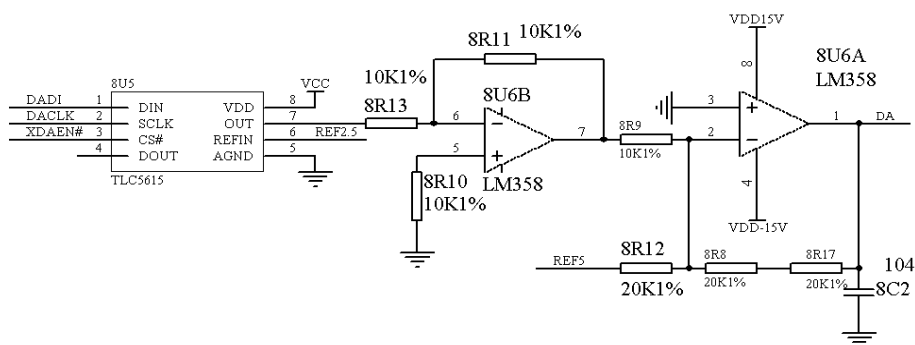 8U5
DADI 1 DIN VDD 8 VCC
DACLK 2 SCLK OUT 7
XDAEN# 3 CS# REFIN 6 REF2.5
4 DOUT AGND 5
TLC5615
10K1%
8R13
8R11
10K1%
8U6B
6
5
7
LM358
8R10
10K1%
8R9
10K1%
VDD15V
8
8U6A
LM358
3
2
1 DA
4
VDD-15V
REF5
8R12
20K1%
8R8
20K1%
8R17
20K1%
104
8C2